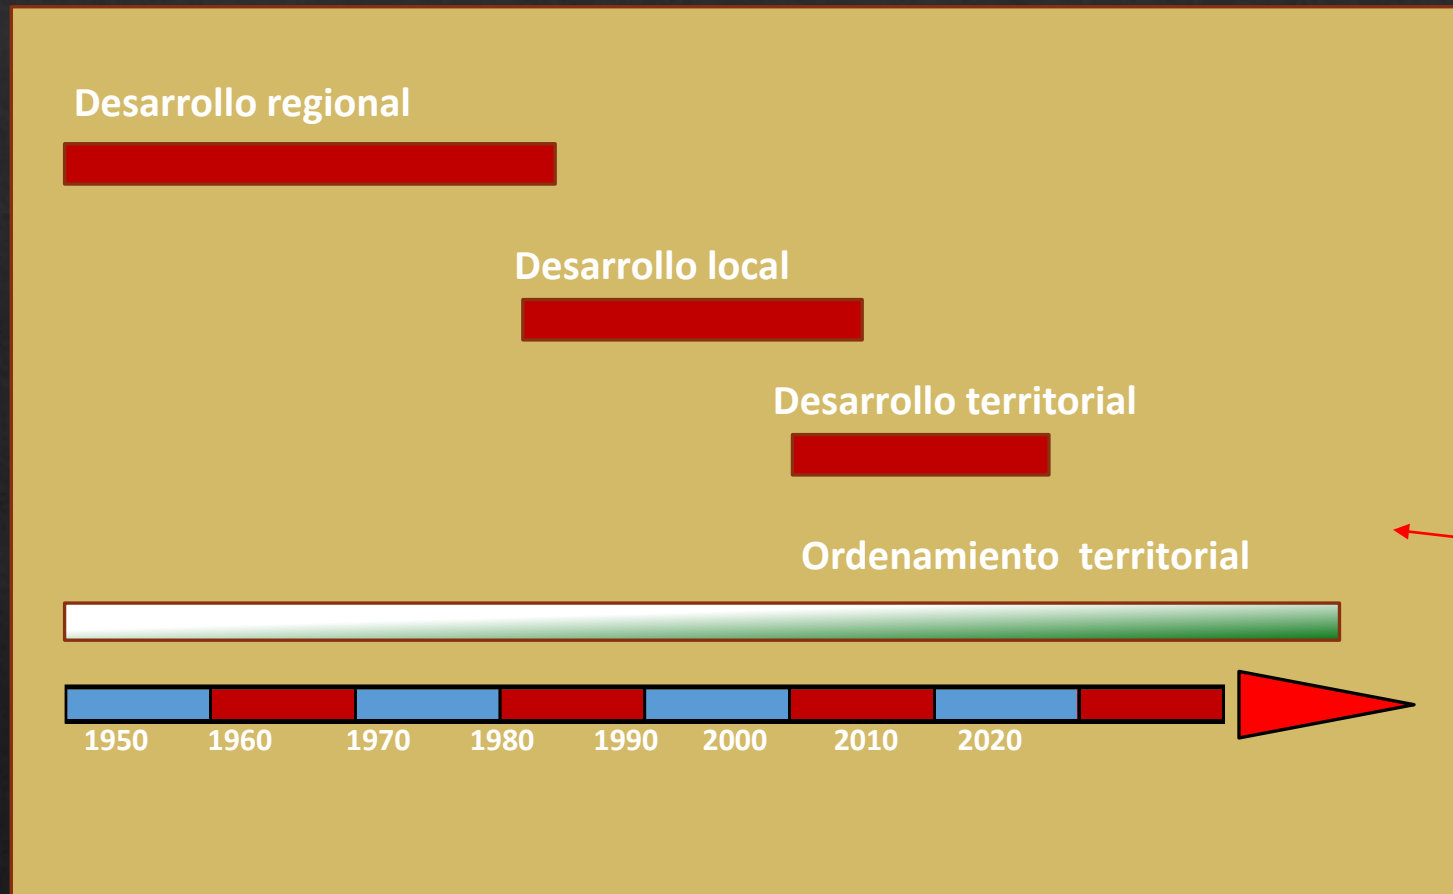 Desarrollo regional
Desarrollo local
Desarrollo territorial
Ordenamiento  territorial
1950 1960 1970 1980 1990 2000 2010 2020